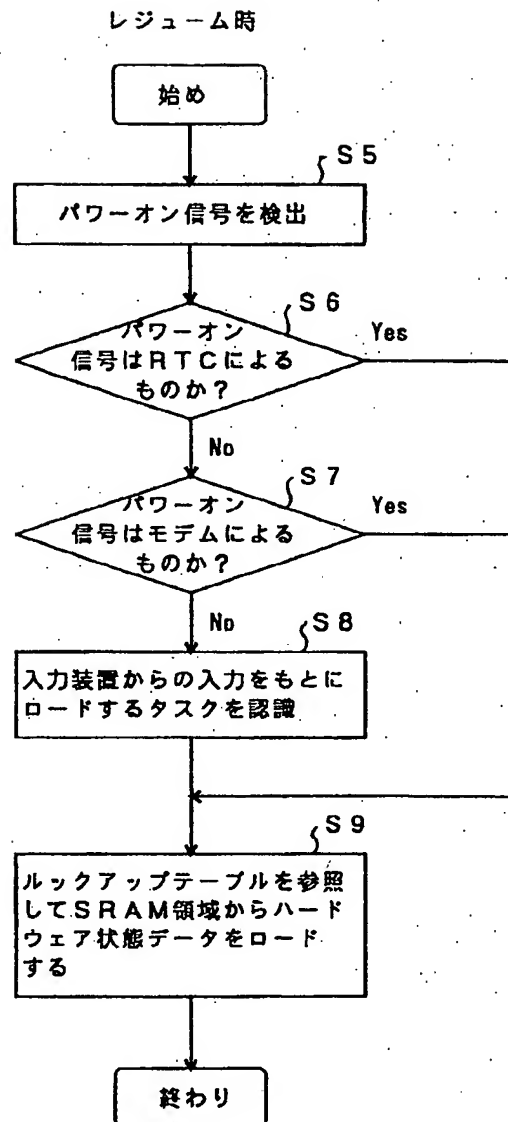 レジューム時
始め
S5
パワーオン信号を検出
S6
パワーオン
信号はRTCによる
ものか?
Yes
No
S7
パワーオン
信号はモデムによる
ものか?
Yes
No
S8
入力装置からの入力をもとに
ロードするタスクを認識
S9
ルックアップテーブルを参照
してSRAM領域からハード
ウェア状態データをロード
する
終わり